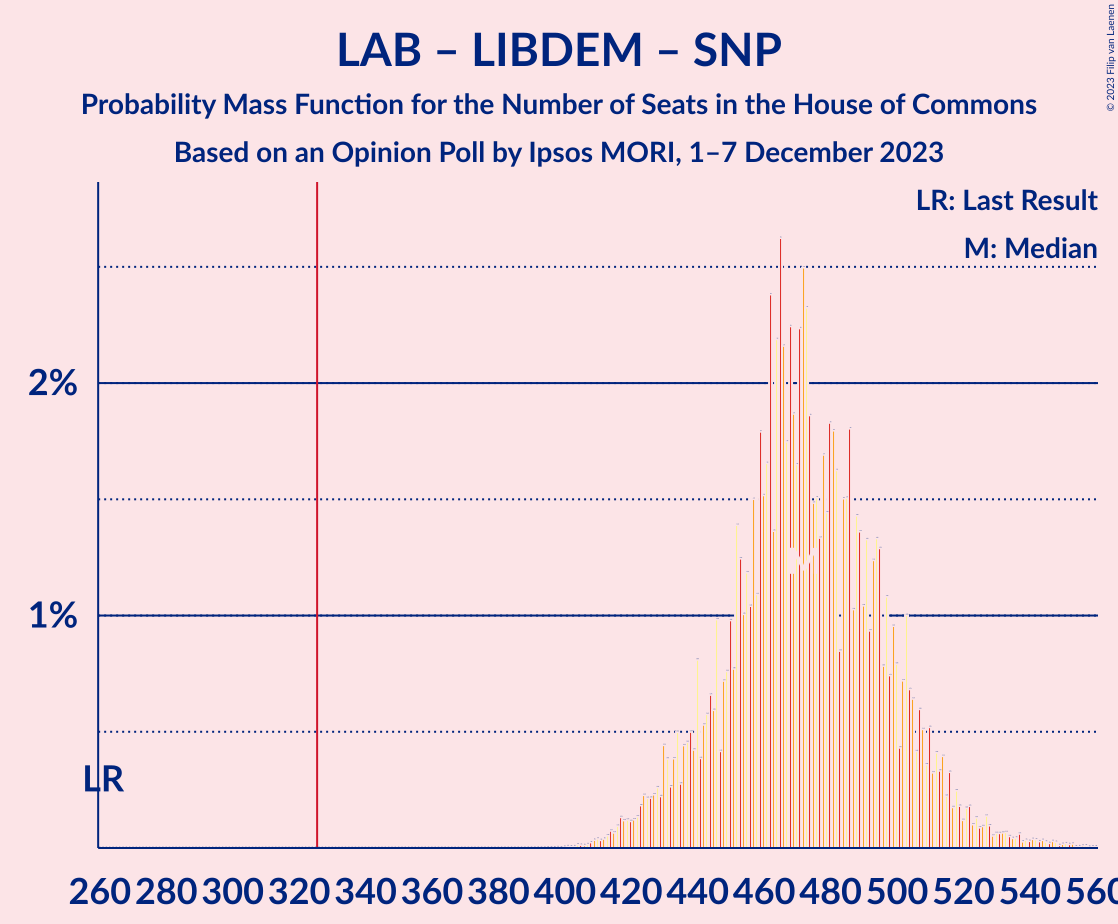 LAB – LIBDEM – SNP
Probability Mass Function for the Number of Seats in the House of Commons
Based on an Opinion Poll by Ipsos MORI, 1–7 December 2023
© 2023 Filip van Laenen
LR: Last Result
M: Median
2%
1%
LR
M
260 280 300 320 340 360 380 400 420 440 460 480 500 520 540 560